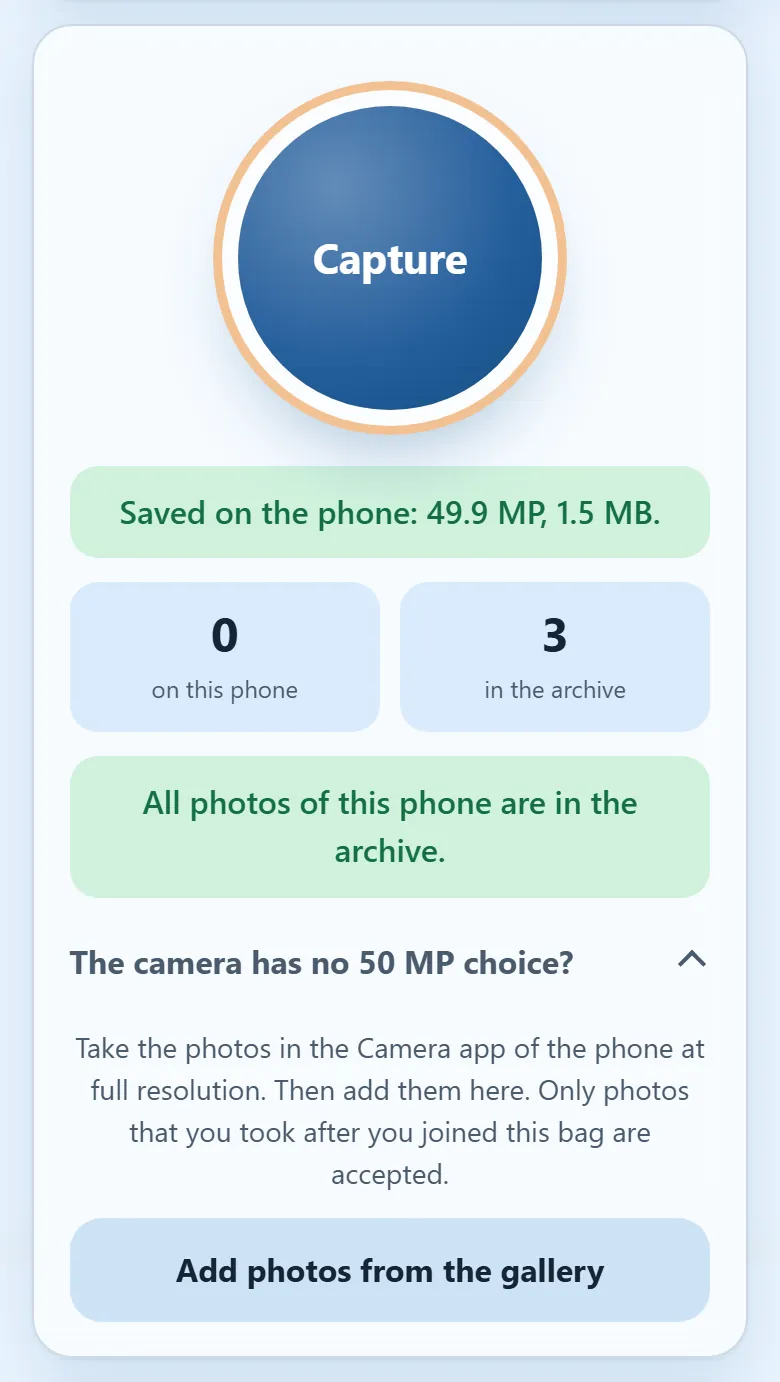 Capture
Saved on the phone: 49.9 MP, 1.5 MB.
0
on this phone
3
in the archive
All photos of this phone are in the
archive.
The camera has no 50 MP choice?
Take the photos in the Camera app of the phone at
full resolution. Then add them here. Only photos
that you took after you joined this bag are
accepted.
Add photos from the gallery